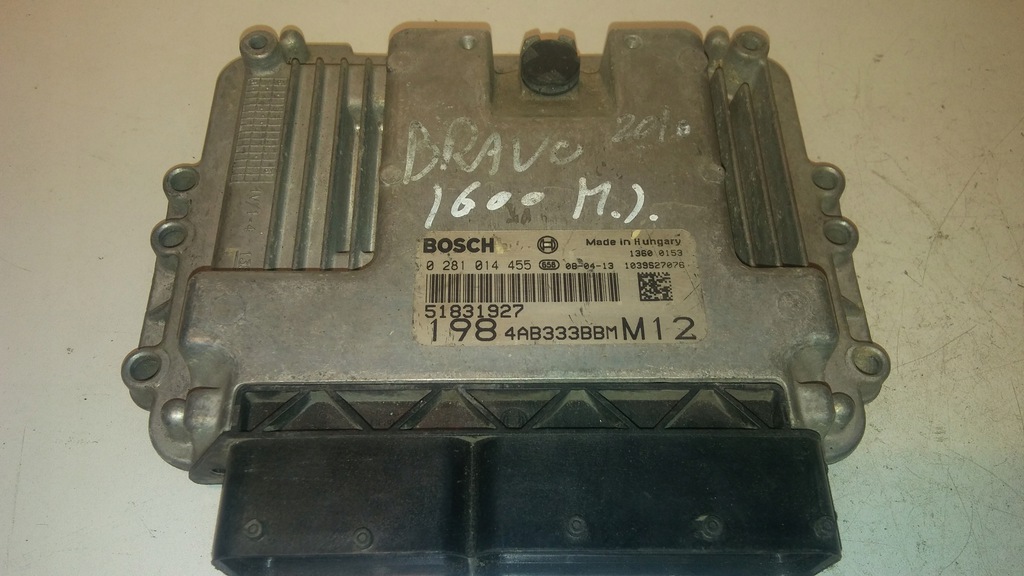 BRAVO 2010
1600 M.J.
BOSCH Made in Hungary
1360 0153
0 281 014 455 658 08-04-13 1039S27076
51831927
198 4AB333BBM M12